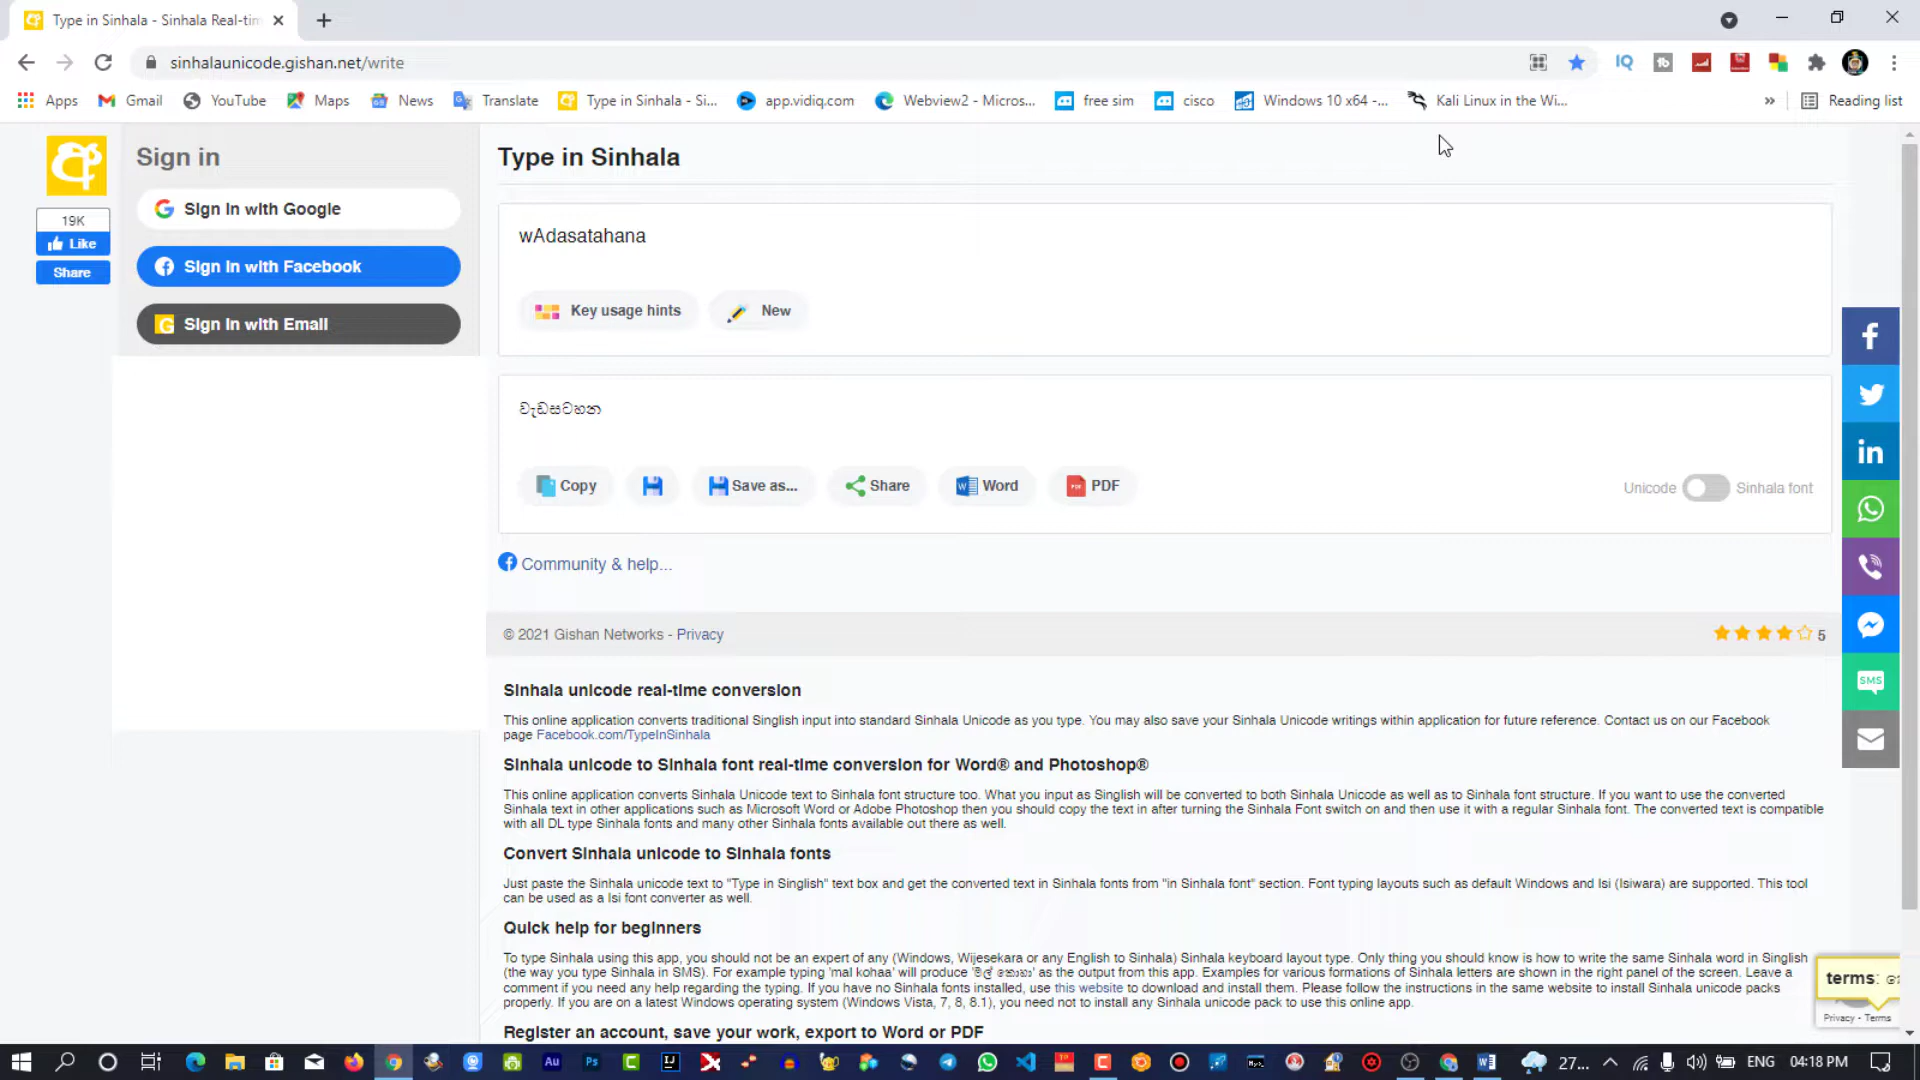 Type in Sinhala - Sinhala Real-tim
sinhalaunicode.gishan.net/write
Apps Gmail YouTube Maps News Translate Type in Sinhala - Si... app.vidiq.com Webview2 - Micros... free sim cisco Windows 10 x64 -... Kali Linux in the Wi... » Reading list
අ
19K
Like
Share
Sign in
Sign in with Google
Sign in with Facebook
Sign in with Email
Type in Sinhala
wAdasatahana
Key usage hints New
වැඩසටහන
Copy Save as... Share Word PDF Unicode Sinhala font
Community & help...
© 2021 Gishan Networks - Privacy 5
Sinhala unicode real-time conversion
This online application converts traditional Singlish input into standard Sinhala Unicode as you type. You may also save your Sinhala Unicode writings within application for future reference. Contact us on our Facebook
page Facebook.com/TypeInSinhala
Sinhala unicode to Sinhala font real-time conversion for Word® and Photoshop®
This online application converts Sinhala Unicode text to Sinhala font structure too. What you input as Singlish will be converted to both Sinhala Unicode as well as to Sinhala font structure. If you want to use the converted
Sinhala text in other applications such as Microsoft Word or Adobe Photoshop then you should copy the text in after turning the Sinhala Font switch on and then use it with a regular Sinhala font. The converted text is compatible
with all DL type Sinhala fonts and many other Sinhala fonts available out there as well.
Convert Sinhala unicode to Sinhala fonts
Just paste the Sinhala unicode text to "Type in Singlish" text box and get the converted text in Sinhala fonts from "in Sinhala font" section. Font typing layouts such as default Windows and Isi (Isiwara) are supported. This tool
can be used as a Isi font converter as well.
Quick help for beginners
To type Sinhala using this app, you should not be an expert of any (Windows, Wijesekara or any English to Sinhala) Sinhala keyboard layout type. Only thing you should know is how to write the same Sinhala word in Singlish
(the way you type Sinhala in SMS). For example typing 'mal kohaa' will produce 'මල් කොහා' as the output from this app. Examples for various formations of Sinhala letters are shown in the right panel of the screen. Leave a
comment if you need any help regarding the typing. If you have no Sinhala fonts installed, use this website to download and install them. Please follow the instructions in the same website to install Sinhala unicode packs
properly. If you are on a latest Windows operating system (Windows Vista, 7, 8, 8.1), you need not to install any Sinhala unicode pack to use this online app.
Register an account, save your work, export to Word or PDF
SMS
terms:
Privacy - Terms
27... ENG 04:18 PM